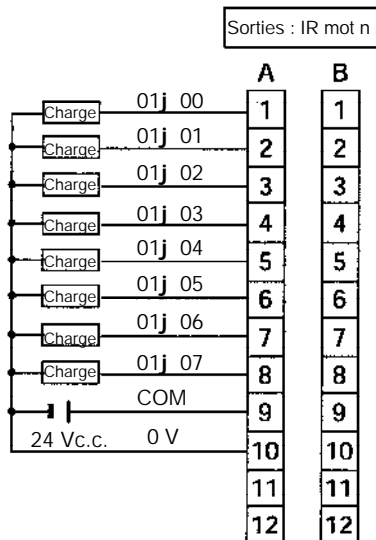 Sorties : IR mot n
A B
Charge 01j 00 1 1
Charge 01j 01 2 2
Charge 01j 02 3 3
Charge 01j 03 4 4
Charge 01j 04 5 5
Charge 01j 05 6 6
Charge 01j 06 7 7
Charge 01j 07 8 8
COM 9 9
24 Vc.c. 0 V 10 10
11 11
12 12